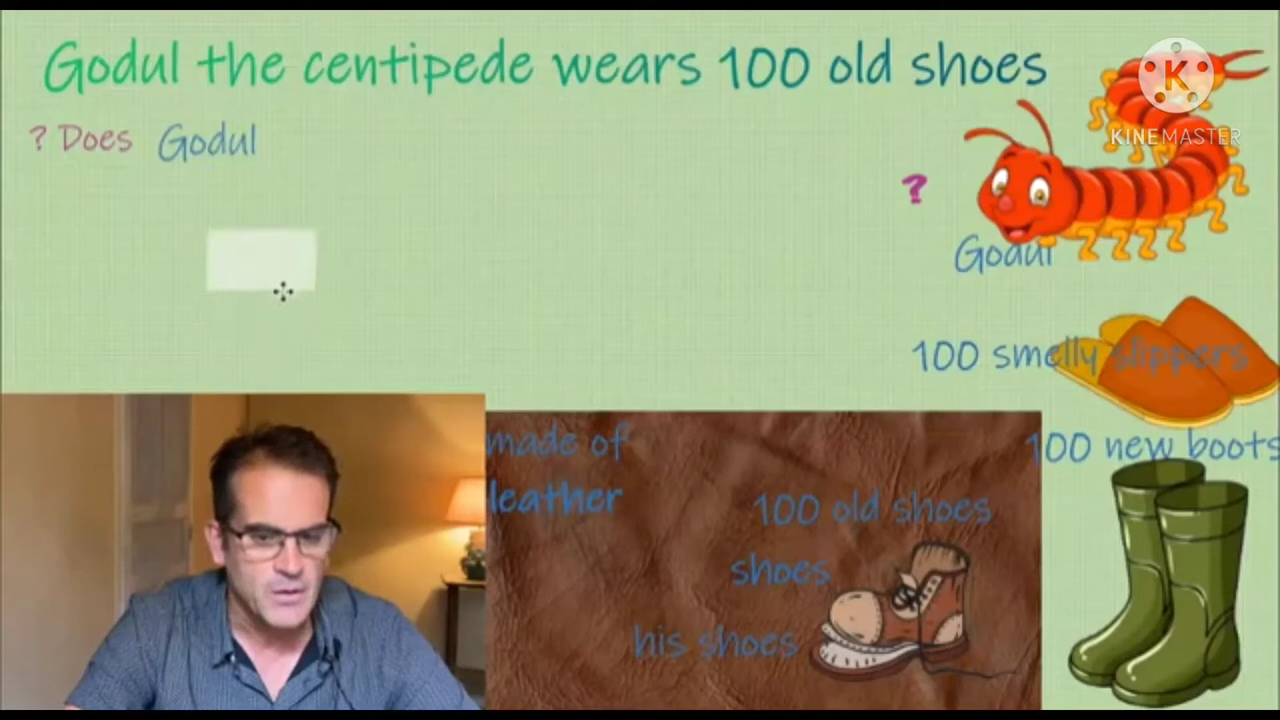 Godul the centipede wears 100 old shoes
? Does Godul
K
KINEMASTER
?
Godul
100 smelly slippers
100 new boots
made of
leather
100 old shoes
shoes
his shoes